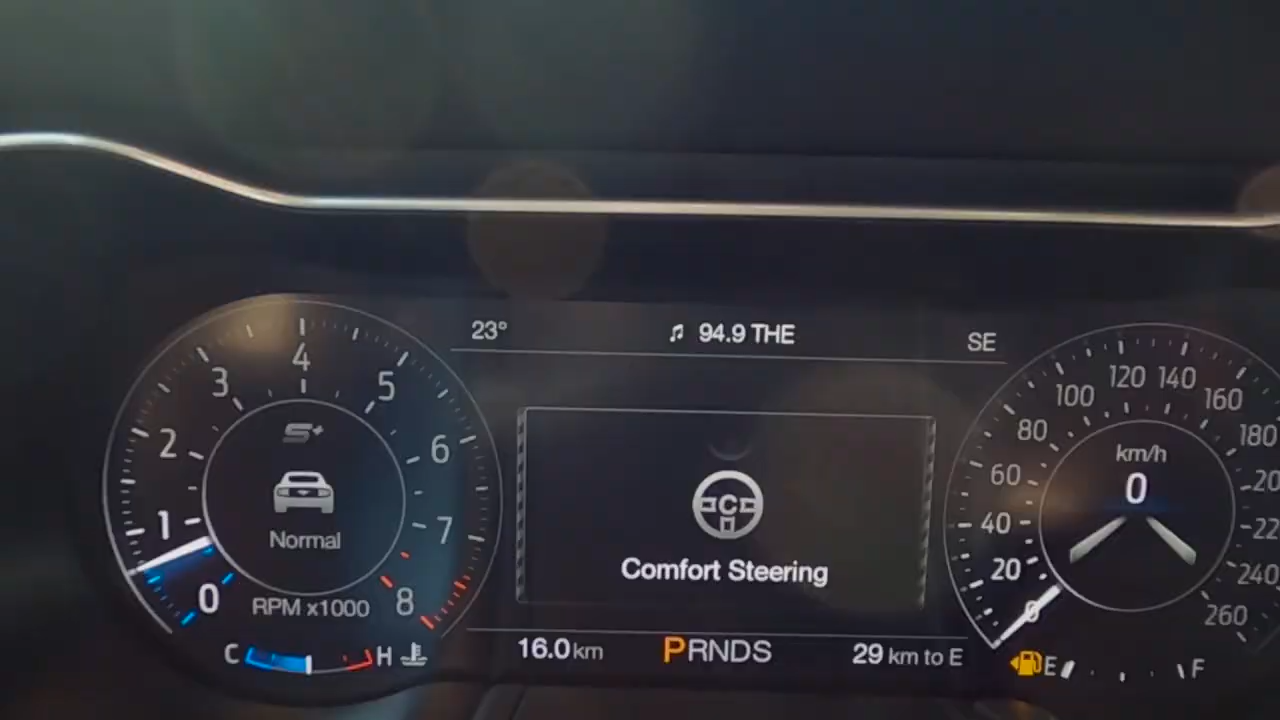 23° 94.9 THE SE
4
3 5
2 6
1 7
0 8
S+
Normal
RPM x1000
C H
Comfort Steering
16.0 km PRNDS 29 km to E
120 140
100 160
80 180
60
40
20 240
0 260
km/h
0
E F